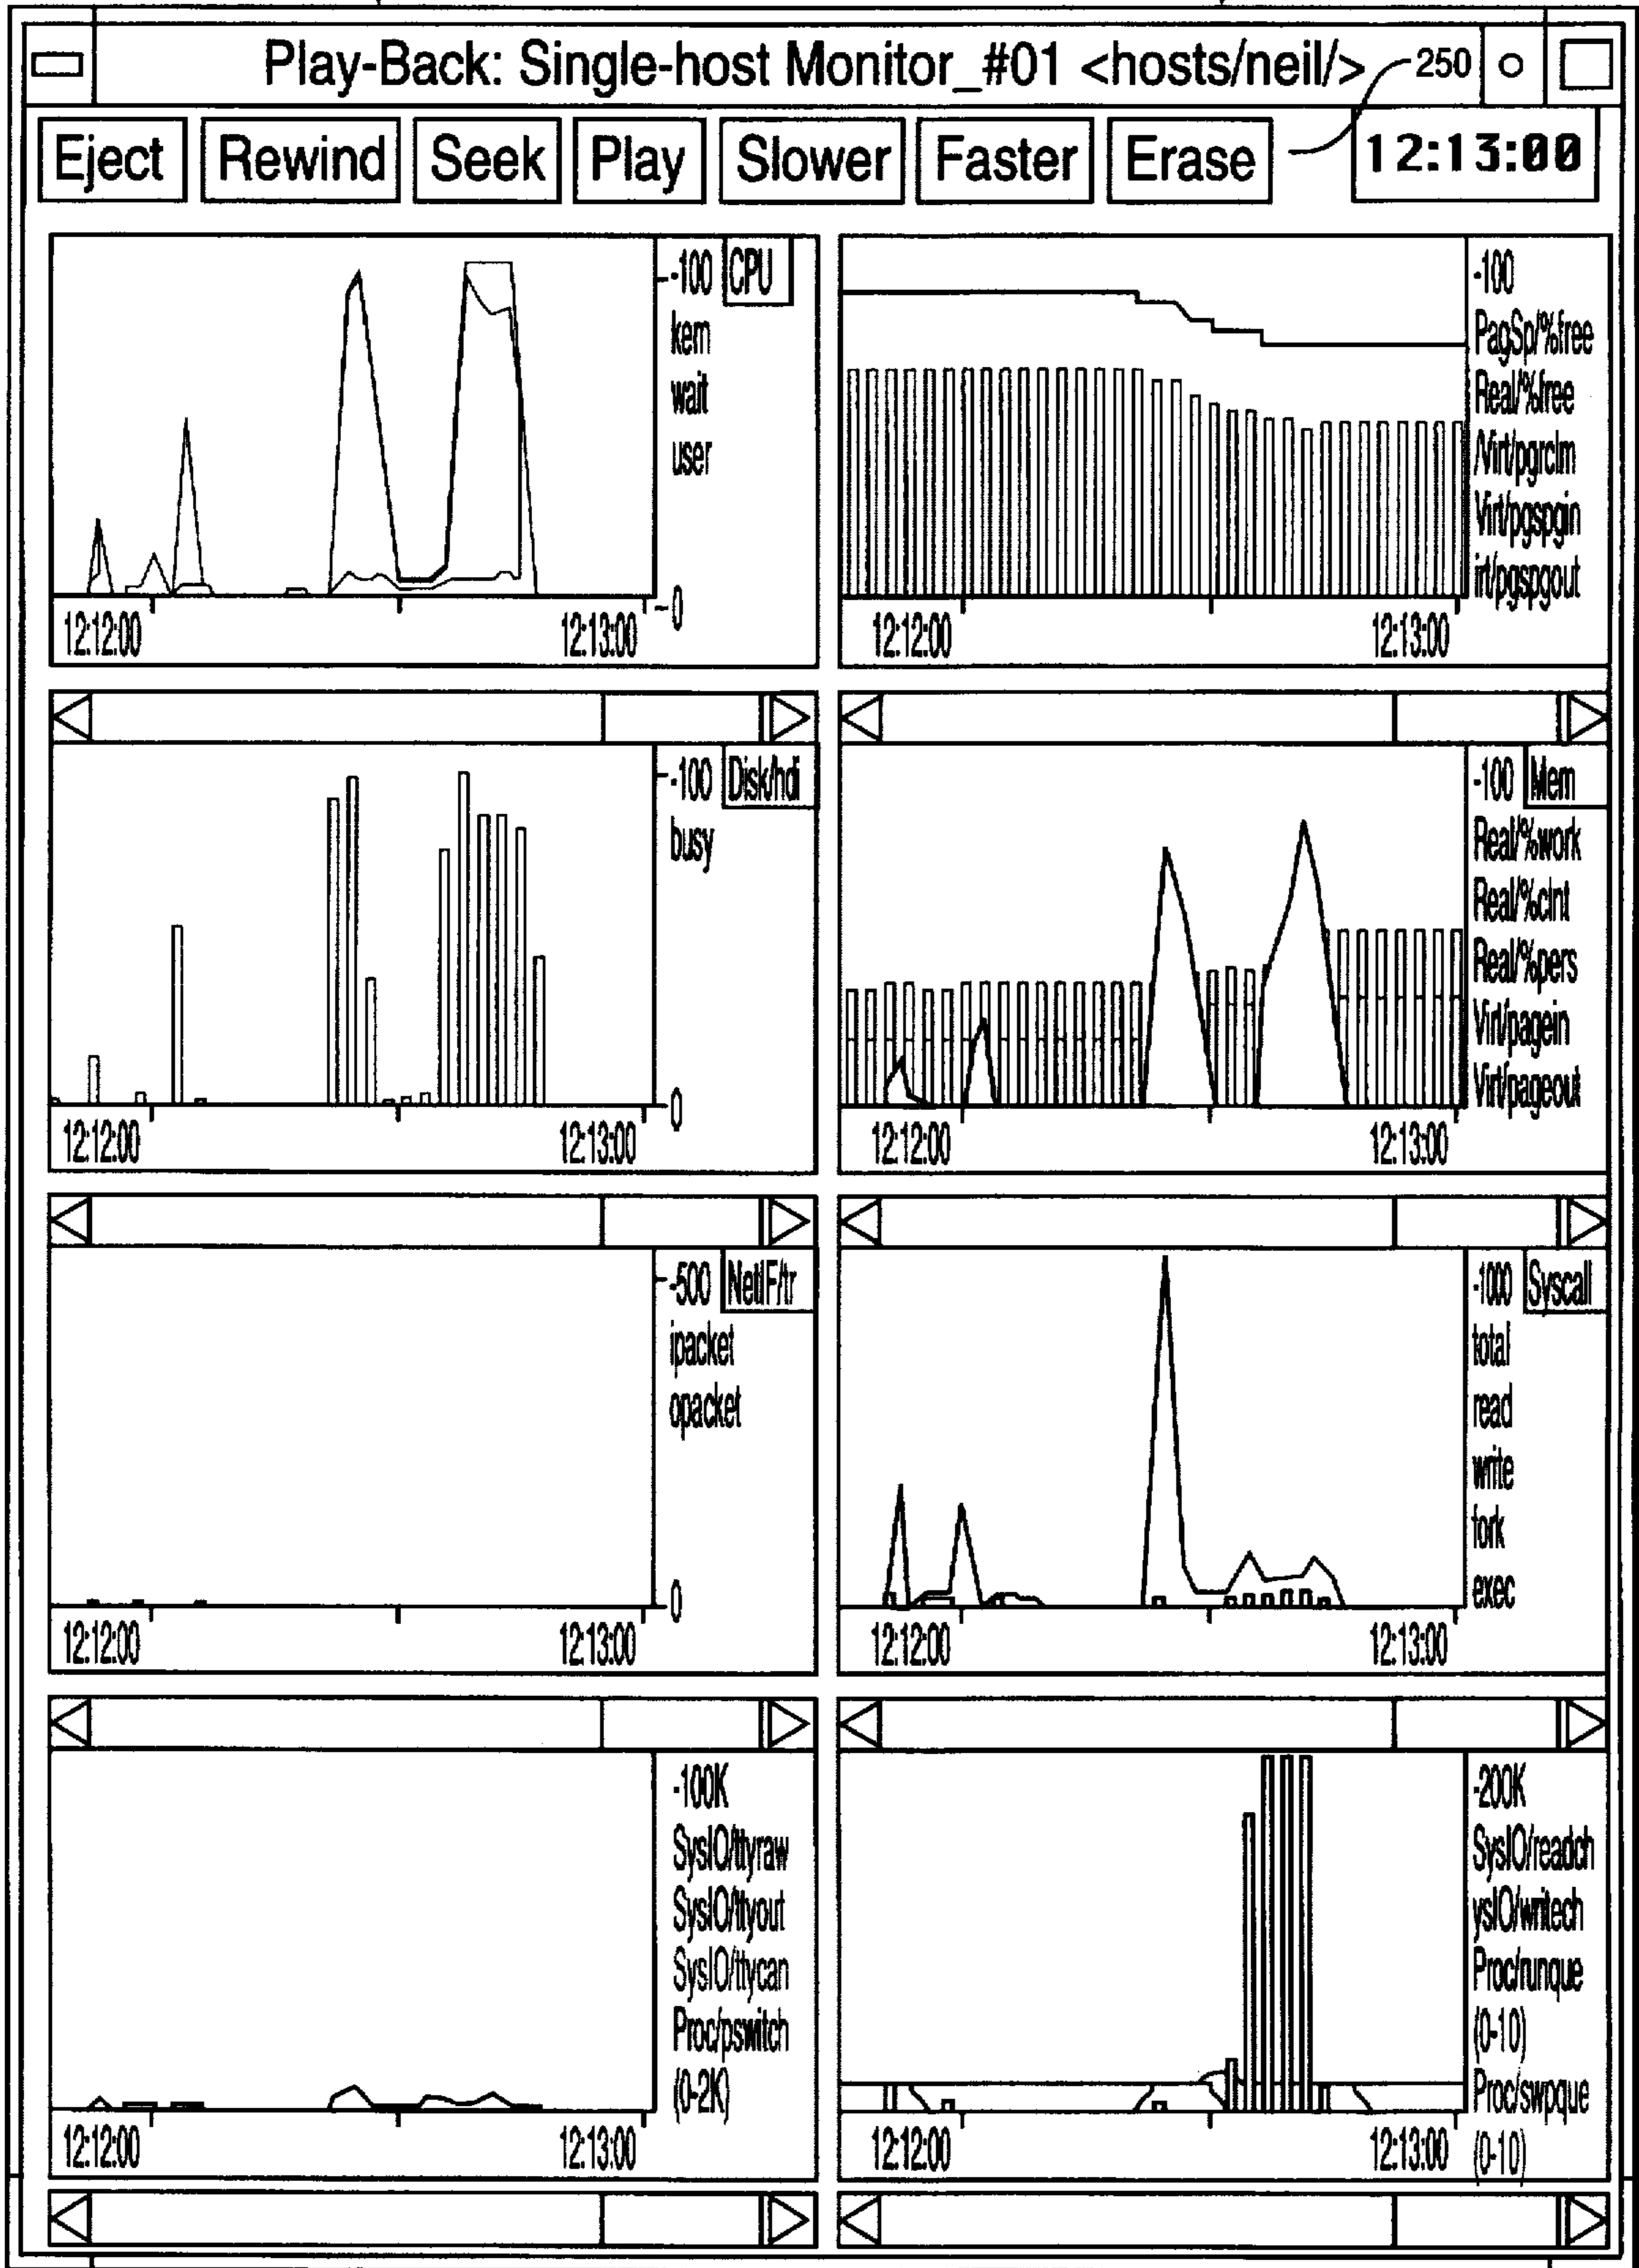 Play-Back: Single-host Monitor_#01 <hosts/neil/>
250
Eject Rewind Seek Play Slower Faster Erase 12:13:00
-100 CPU
kern
wait
user
0
12:12:00 12:13:00
-100
PagSp/%free
Real/%free
/Virt/pgrclm
Virt/pgspgin
irt/pgspgout
12:12:00 12:13:00
-100 Disk/hdi
busy
0
12:12:00 12:13:00
-100 Mem
Real/%work
Real/%clnt
Real/%pers
Virt/pagein
Virt/pageout
12:12:00 12:13:00
-500 NetIF/tr
ipacket
opacket
0
12:12:00 12:13:00
-1000 Syscall
total
read
write
fork
exec
12:12:00 12:13:00
-100K
SysIO/ttyraw
SysIO/ttyout
SysIO/ttycan
Proc/pswitch
(0-2K)
12:12:00 12:13:00
-200K
SysIO/readch
ysIO/writech
Proc/runque
(0-10)
Proc/swpque
(0-10)
12:12:00 12:13:00